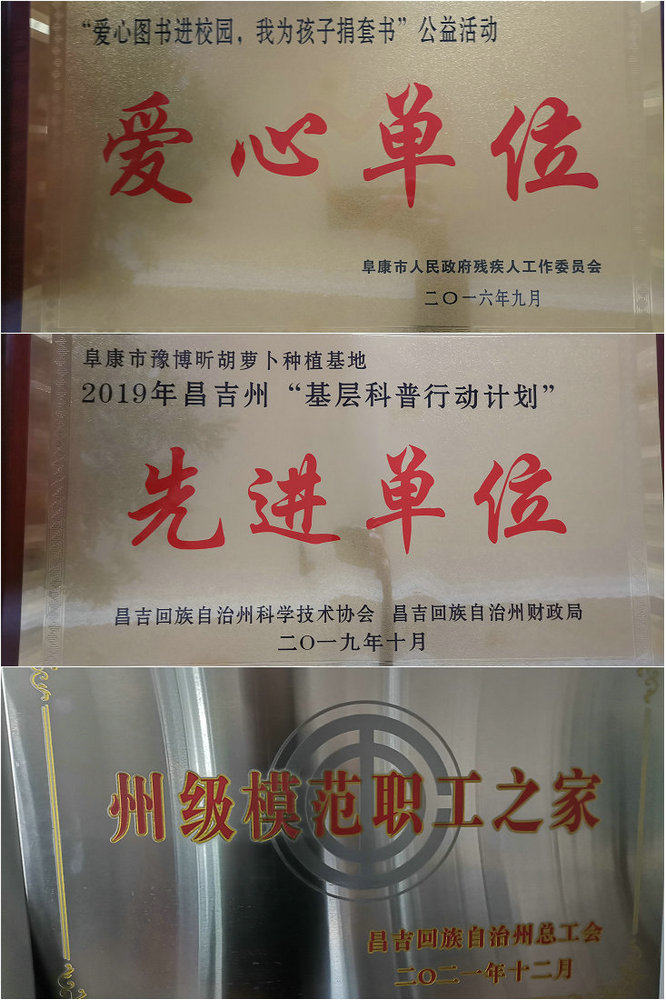 “爱心图书进校园，我为孩子捐套书”公益活动
爱心单位
阜康市人民政府残疾人工作委员会
二〇一六年九月
阜康市豫博昕胡萝卜种植基地
2019年昌吉州“基层科普行动计划”
先进单位
昌吉回族自治州科学技术协会 昌吉回族自治州财政局
二〇一九年十月
州级模范职工之家
昌吉回族自治州总工会
二〇二一年十二月